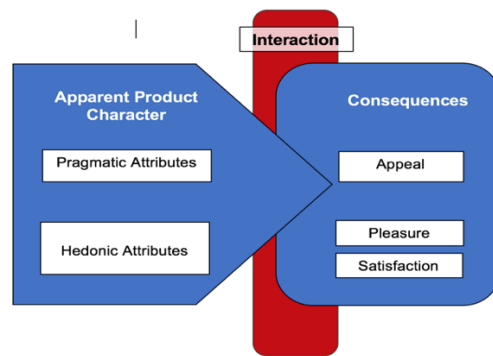 Interaction
Apparent Product
Character
Pragmatic Attributes
Hedonic Attributes
Consequences
Appeal
Pleasure
Satisfaction